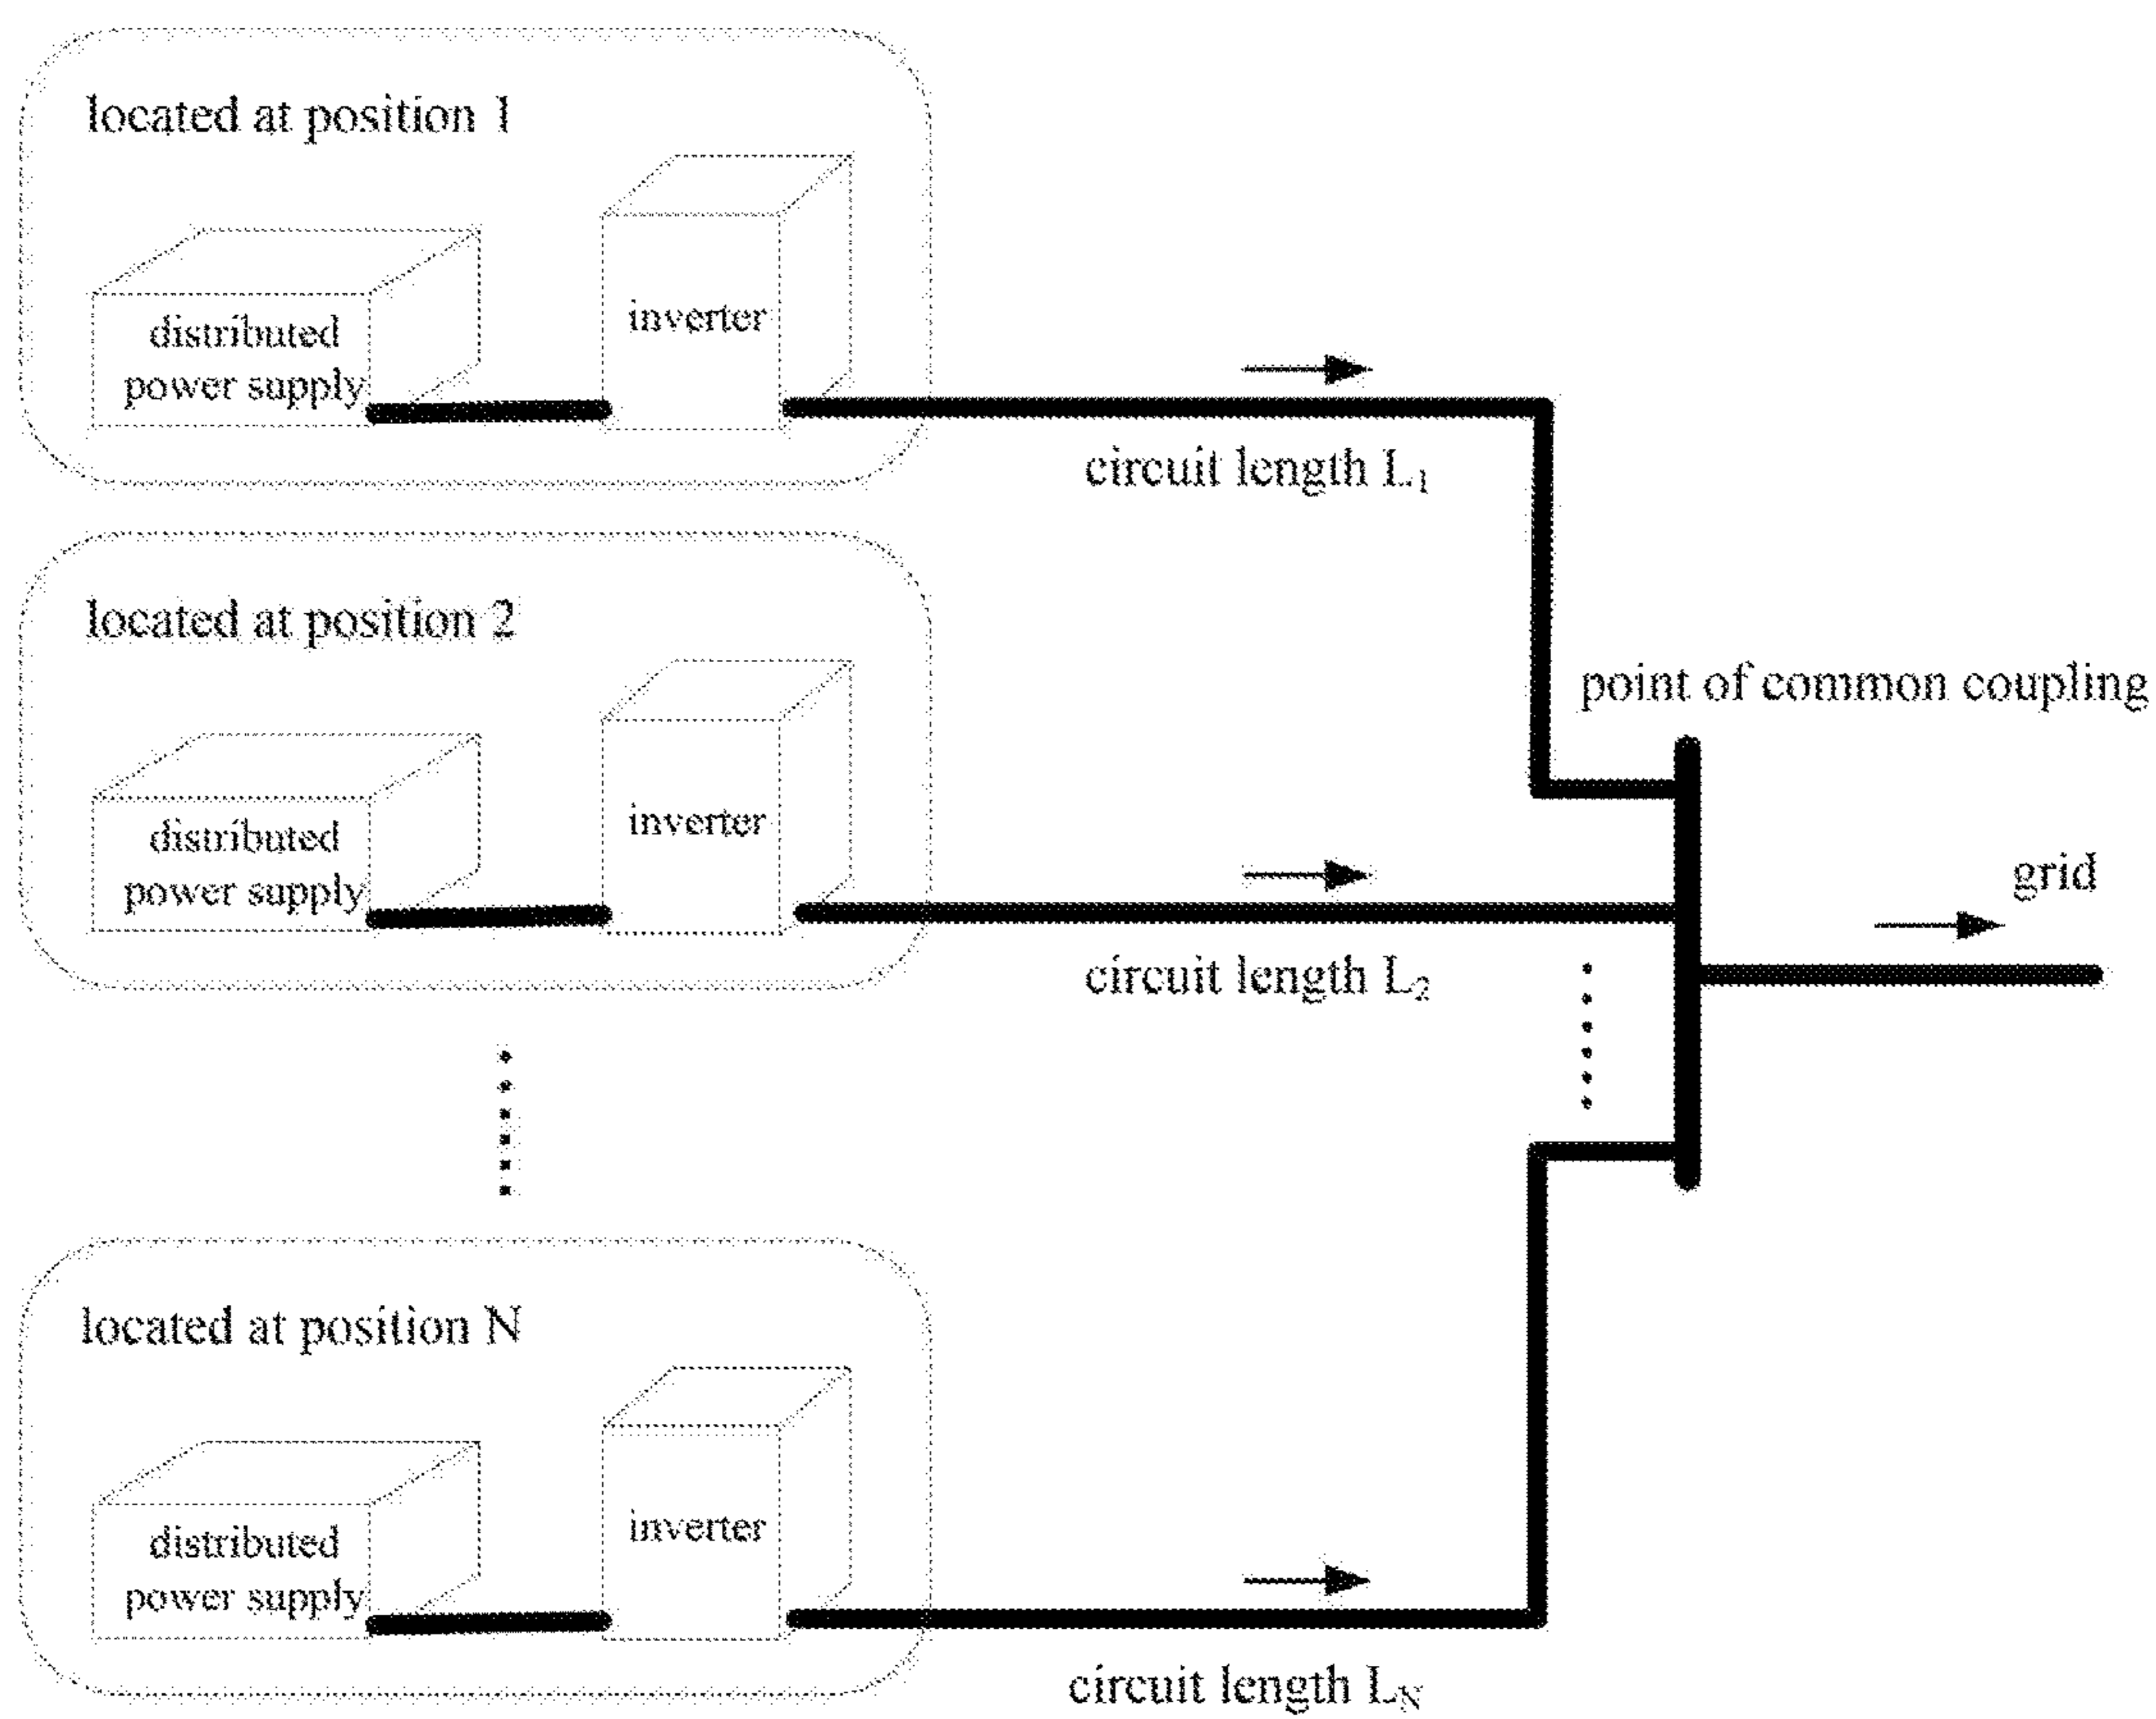 located at position 1
inverter
distributed
power supply
circuit length L₁
located at position 2
point of common coupling
inverter
distributed
power supply
grid
circuit length L₂
located at position N
inverter
distributed
power supply
circuit length L_N